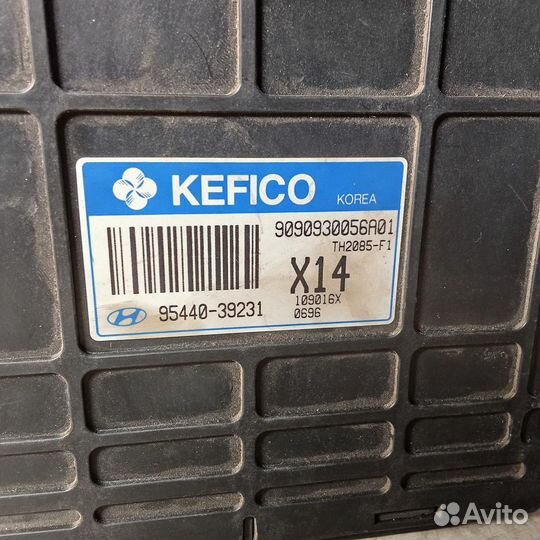 KEFICO KOREA
9090930056A01
TH2085-F1
X14
109016X
95440-39231
0696
Avito